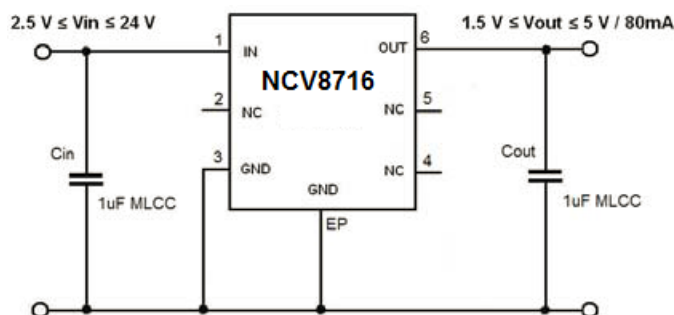 2.5 V ≤ Vin ≤ 24 V
1.5 V ≤ Vout ≤ 5 V / 80mA
1
IN
OUT
6
NCV8716
2
NC
NC
5
Cin
1uF MLCC
3
GND
NC
4
GND
EP
Cout
1uF MLCC